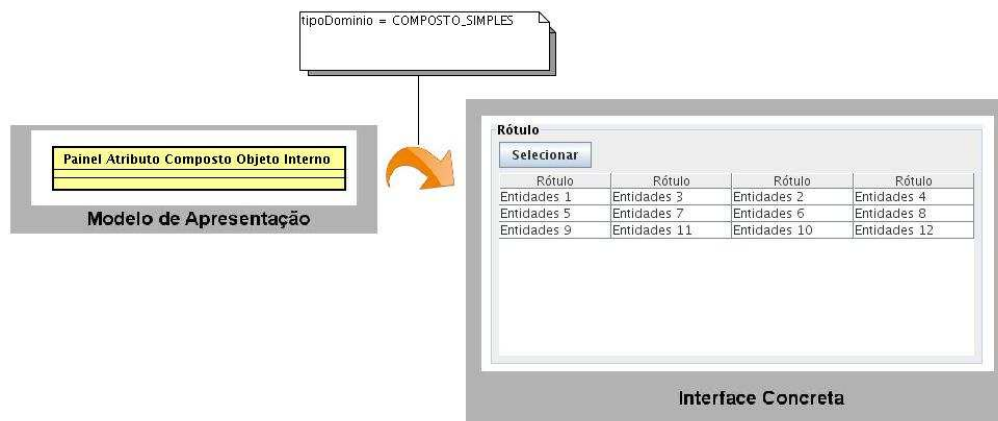 tipoDominio = COMPOSTO_SIMPLES
Painel Atributo Composto Objeto Interno
Modelo de Apresentação
Rótulo
Selecionar
Rótulo Rótulo Rótulo Rótulo
Entidades 1 Entidades 3 Entidades 2 Entidades 4
Entidades 5 Entidades 7 Entidades 6 Entidades 8
Entidades 9 Entidades 11 Entidades 10 Entidades 12
Interface Concreta